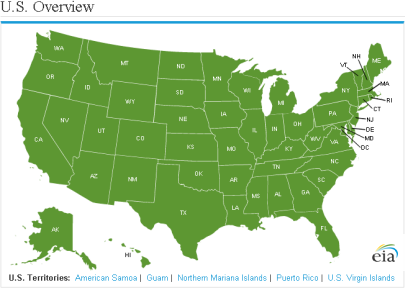 U.S. Overview
WA
MT
ND
MN
ME
NH
VT
OR
ID
SD
WI
MI
NY
MA
RI
CT
WY
IA
PA
NJ
NV
NE
IL
IN
OH
DE
MD
DC
CA
UT
CO
KS
MO
KY
WV
VA
AZ
NM
OK
AR
TN
NC
SC
TX
LA
MS
AL
GA
FL
AK
HI
eia
U.S. Territories: American Samoa | Guam | Northern Mariana Islands | Puerto Rico | U.S. Virgin Islands